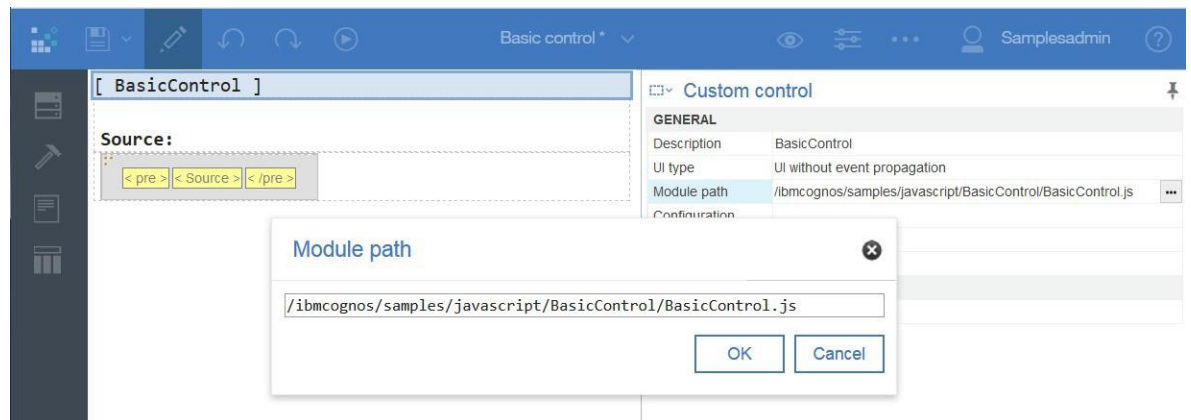 Basic control *
Samplesadmin
?
[ BasicControl ]
Source:
< pre > < Source > < /pre >
Custom control
GENERAL
Description BasicControl
UI type UI without event propagation
Module path /ibmcognos/samples/javascript/BasicControl/BasicControl.js ...
Configuration
Module path
/ibmcognos/samples/javascript/BasicControl/BasicControl.js
OK Cancel